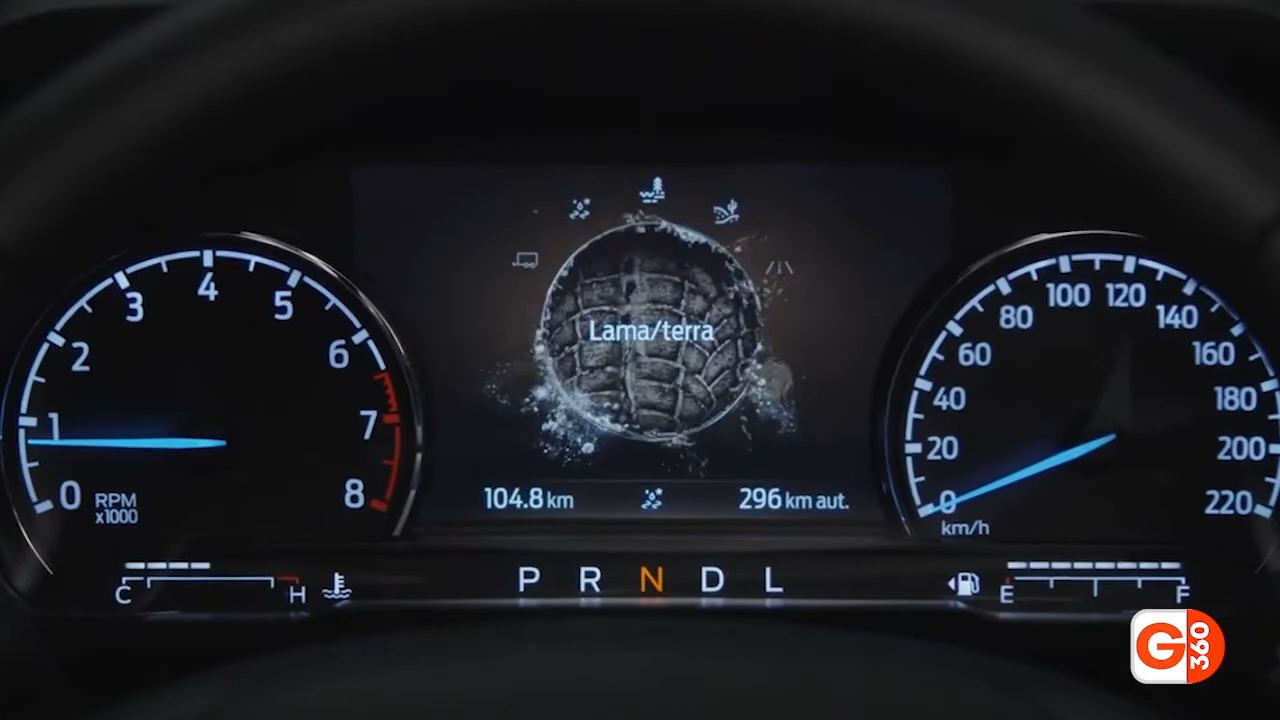 Lama/terra
0 1 2 3 4 5 6 7 8
RPM
x1000
0 20 40 60 80 100 120 140 160 180 200 220
km/h
104.8 km
296 km aut.
C H
P R N D L
E F
G 360